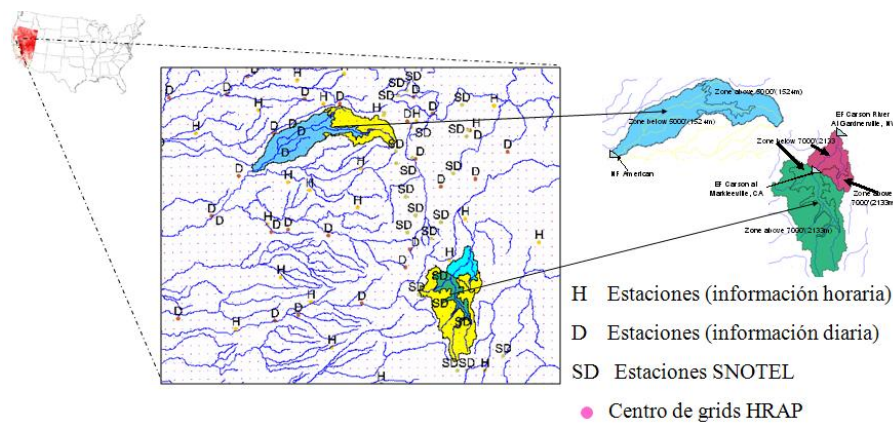 Zone above 5000'(1524m)
Zone below 5000'(1524m)
NF American
EF Carson River
At Gardnerville, NV
Zone below 7000'(2133
EF Carson at
Markleeville, CA
Zone above
7000'(2133m
Zone above 7000'(2133m)
H Estaciones (información horaria)
D Estaciones (información diaria)
SD Estaciones SNOTEL
Centro de grids HRAP